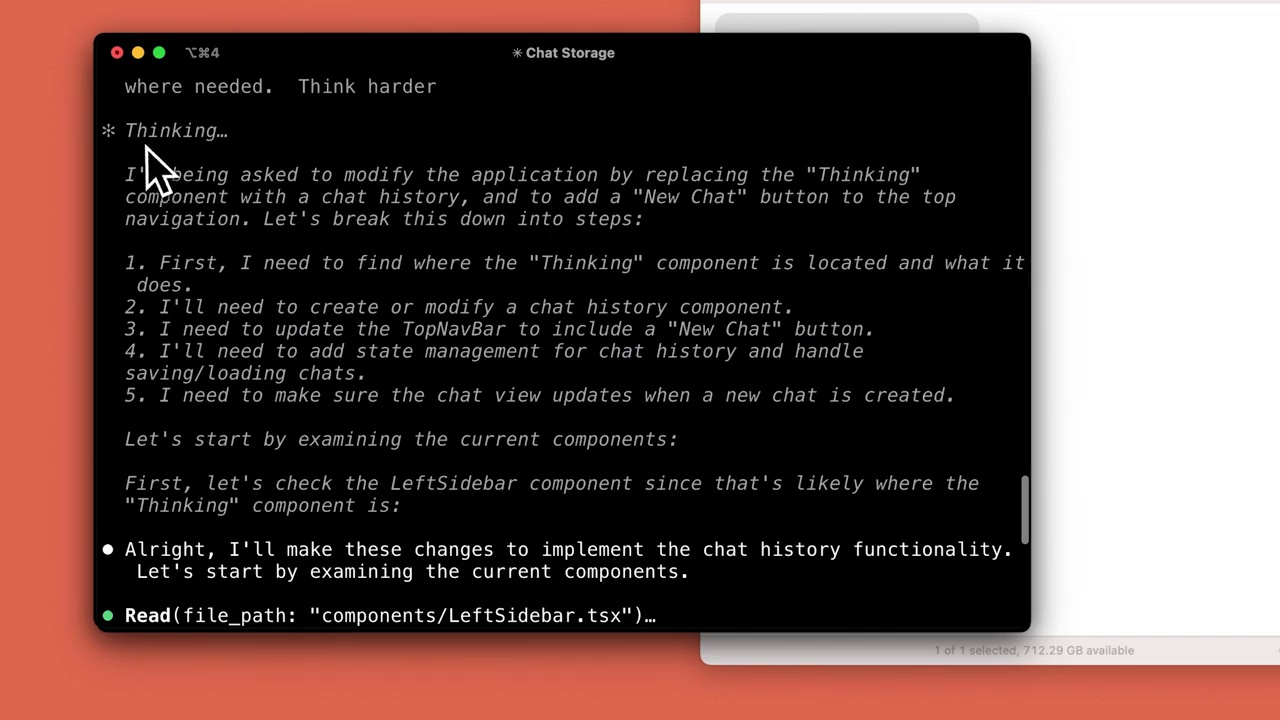 ⌥⌘4
✳ Chat Storage
where needed.  Think harder
✻ Thinking…
I'm being asked to modify the application by replacing the "Thinking"
component with a chat history, and to add a "New Chat" button to the top
navigation. Let's break this down into steps:
1. First, I need to find where the "Thinking" component is located and what it
does.
2. I'll need to create or modify a chat history component.
3. I need to update the TopNavBar to include a "New Chat" button.
4. I'll need to add state management for chat history and handle
saving/loading chats.
5. I need to make sure the chat view updates when a new chat is created.
Let's start by examining the current components:
First, let's check the LeftSidebar component since that's likely where the
"Thinking" component is:
● Alright, I'll make these changes to implement the chat history functionality.
Let's start by examining the current components.
● Read(file_path: "components/LeftSidebar.tsx")…
1 of 1 selected, 712.29 GB available